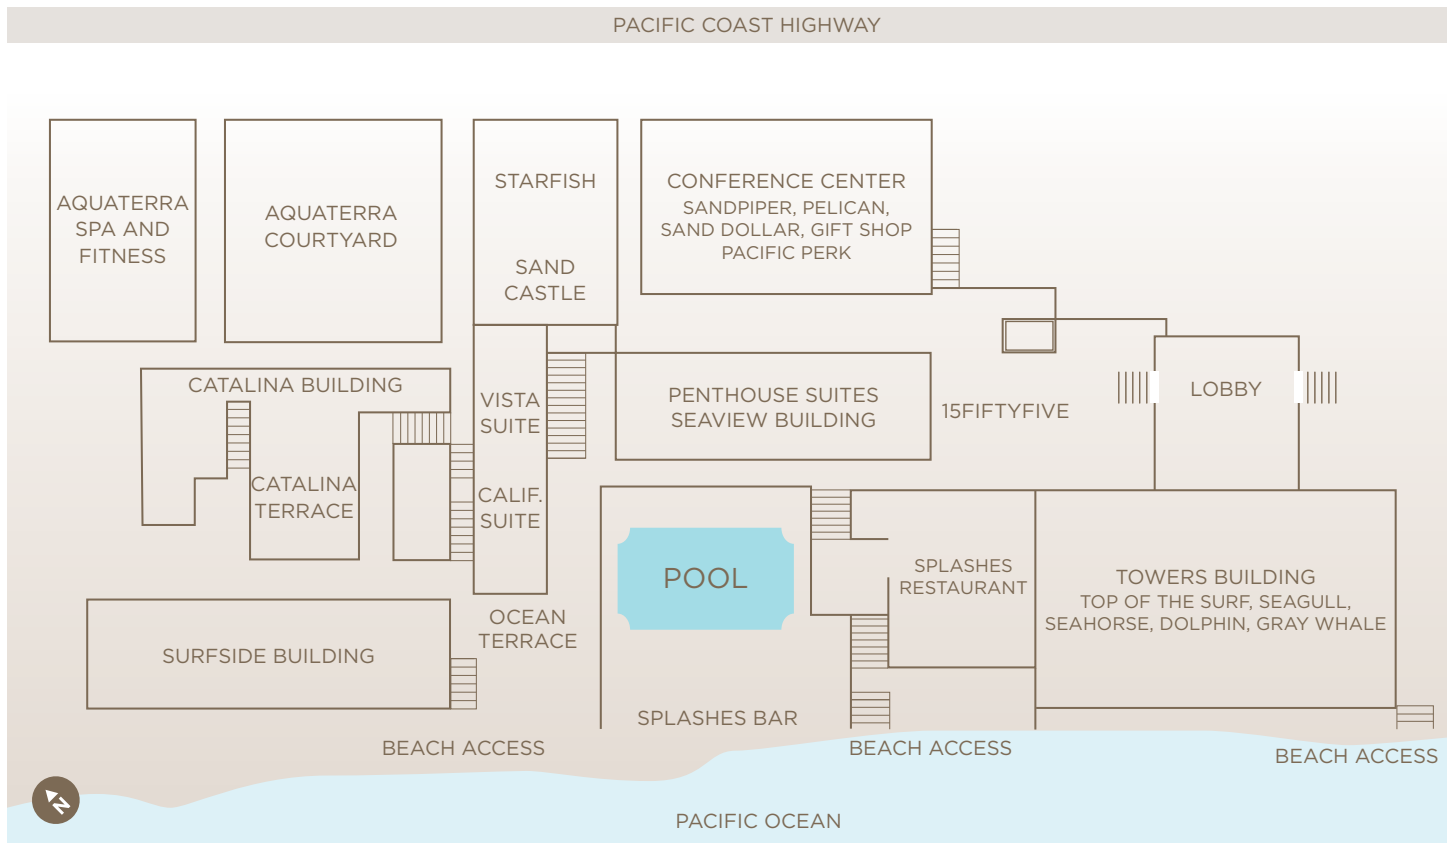 PACIFIC COAST HIGHWAY
AQUATERRA
SPA AND
FITNESS
AQUATERRA
COURTYARD
STARFISH
SAND
CASTLE
CONFERENCE CENTER
SANDPIPER, PELICAN,
SAND DOLLAR, GIFT SHOP
PACIFIC PERK
CATALINA BUILDING
CATALINA
TERRACE
VISTA
SUITE
CALIF.
SUITE
PENTHOUSE SUITES
SEAVIEW BUILDING
15FIFTYFIVE
LOBBY
POOL
SPLASHES
RESTAURANT
TOWERS BUILDING
TOP OF THE SURF, SEAGULL,
SEAHORSE, DOLPHIN, GRAY WHALE
OCEAN
TERRACE
SURFSIDE BUILDING
SPLASHES BAR
BEACH ACCESS
BEACH ACCESS
BEACH ACCESS
N
PACIFIC OCEAN